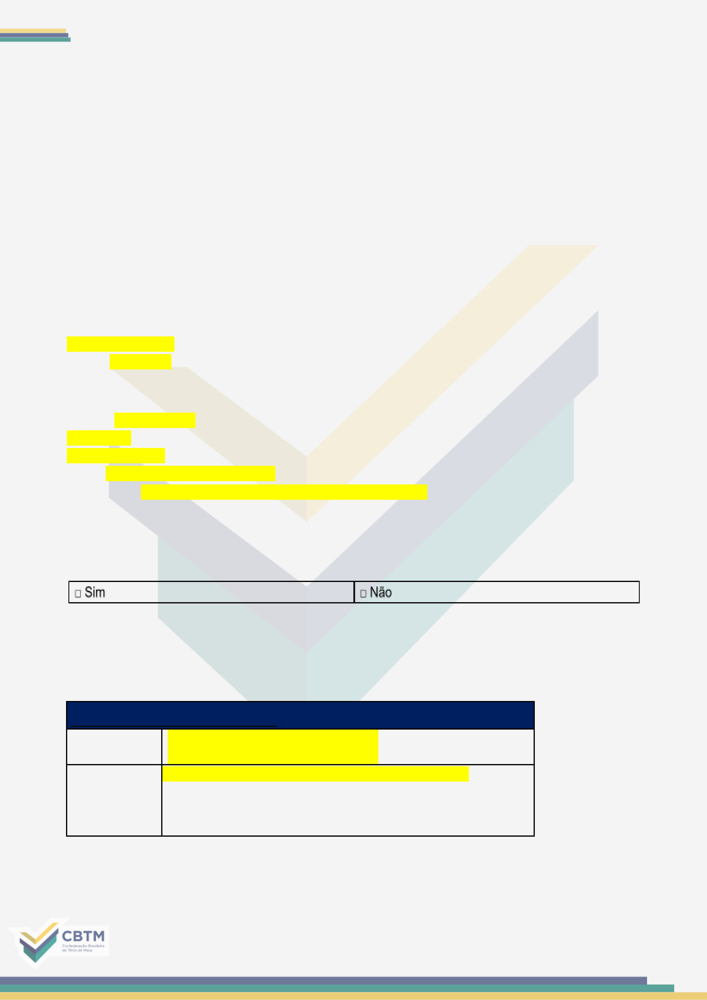 Sim
Não
CBTM
Confederação Brasileira
de Tênis de Mesa